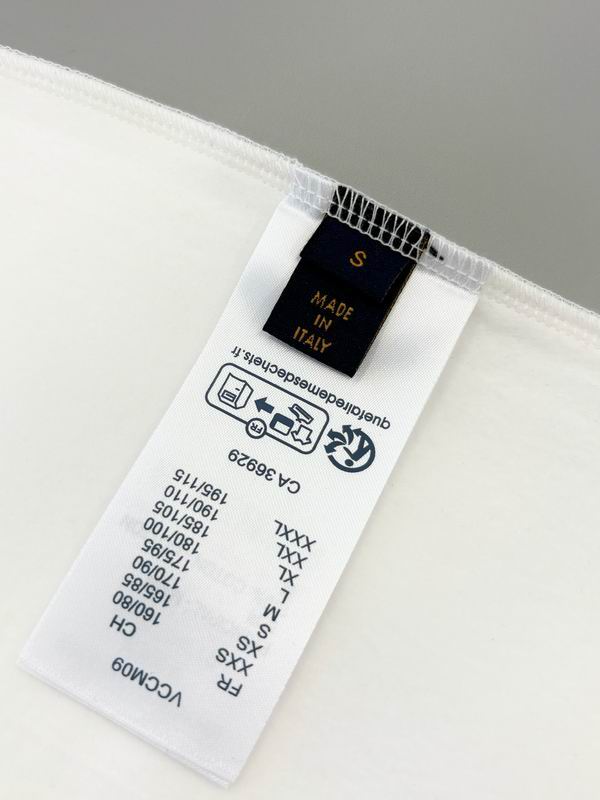 S
MADE
IN
ITALY
VCCM09
FR CH
XXS 160/80
XS 165/85
S 170/90
M 175/95
L 180/100
XL 185/105
XXL 190/110
XXXL 195/115
CA 36929
FR
quefairedemesdechets.fr